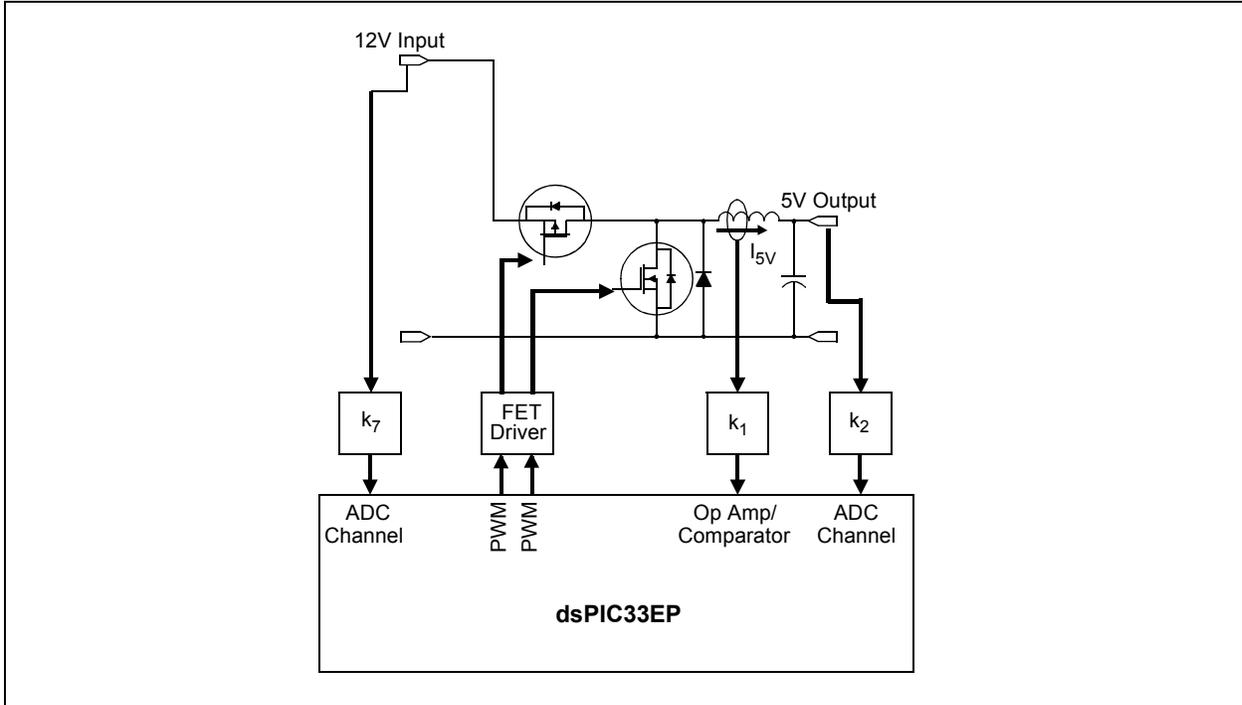 12V Input
5V Output
I5V
k7
FET
Driver
k1
k2
ADC
Channel
PWM
PWM
Op Amp/
Comparator
ADC
Channel
dsPIC33EP